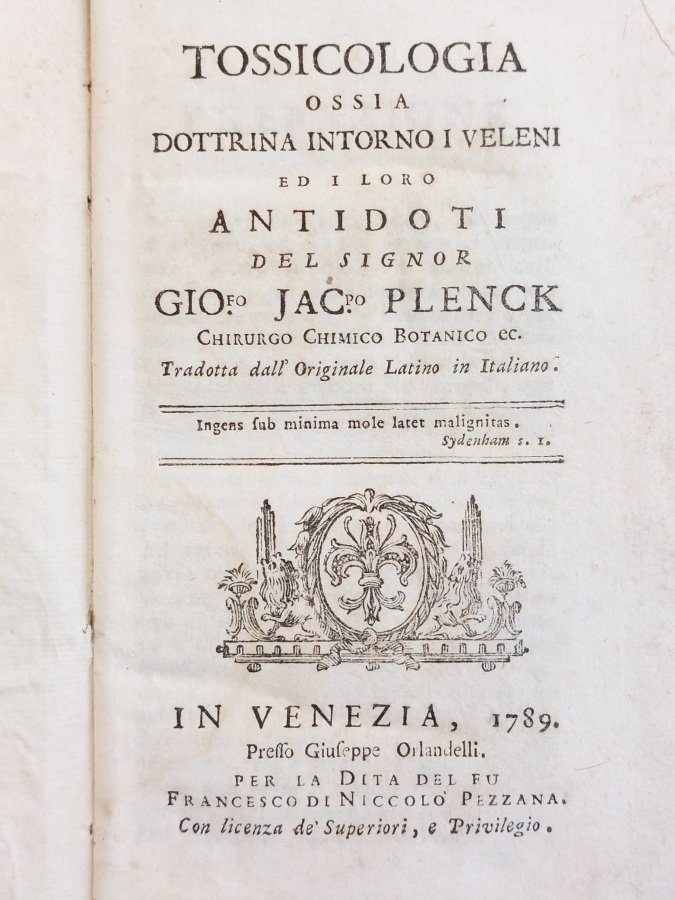 TOSSICOLOGIA
OSSIA
DOTTRINA INTORNO I VELENI
ED I LORO
ANTIDOTI
DEL SIGNOR
GIO:FO JAC:PO PLENCK
CHIRURGO CHIMICO BOTANICO ec.
Tradotta dall' Originale Latino in Italiano.
Ingens ſub minima mole latet malignitas.
Sydenham s. 1.
IN VENEZIA, 1789.
Preſſo Giuſeppe Orlandelli.
PER LA DITA DEL FU
FRANCESCO DI NICCOLO' PEZZANA.
Con licenza de' Superiori, e Privilegio.